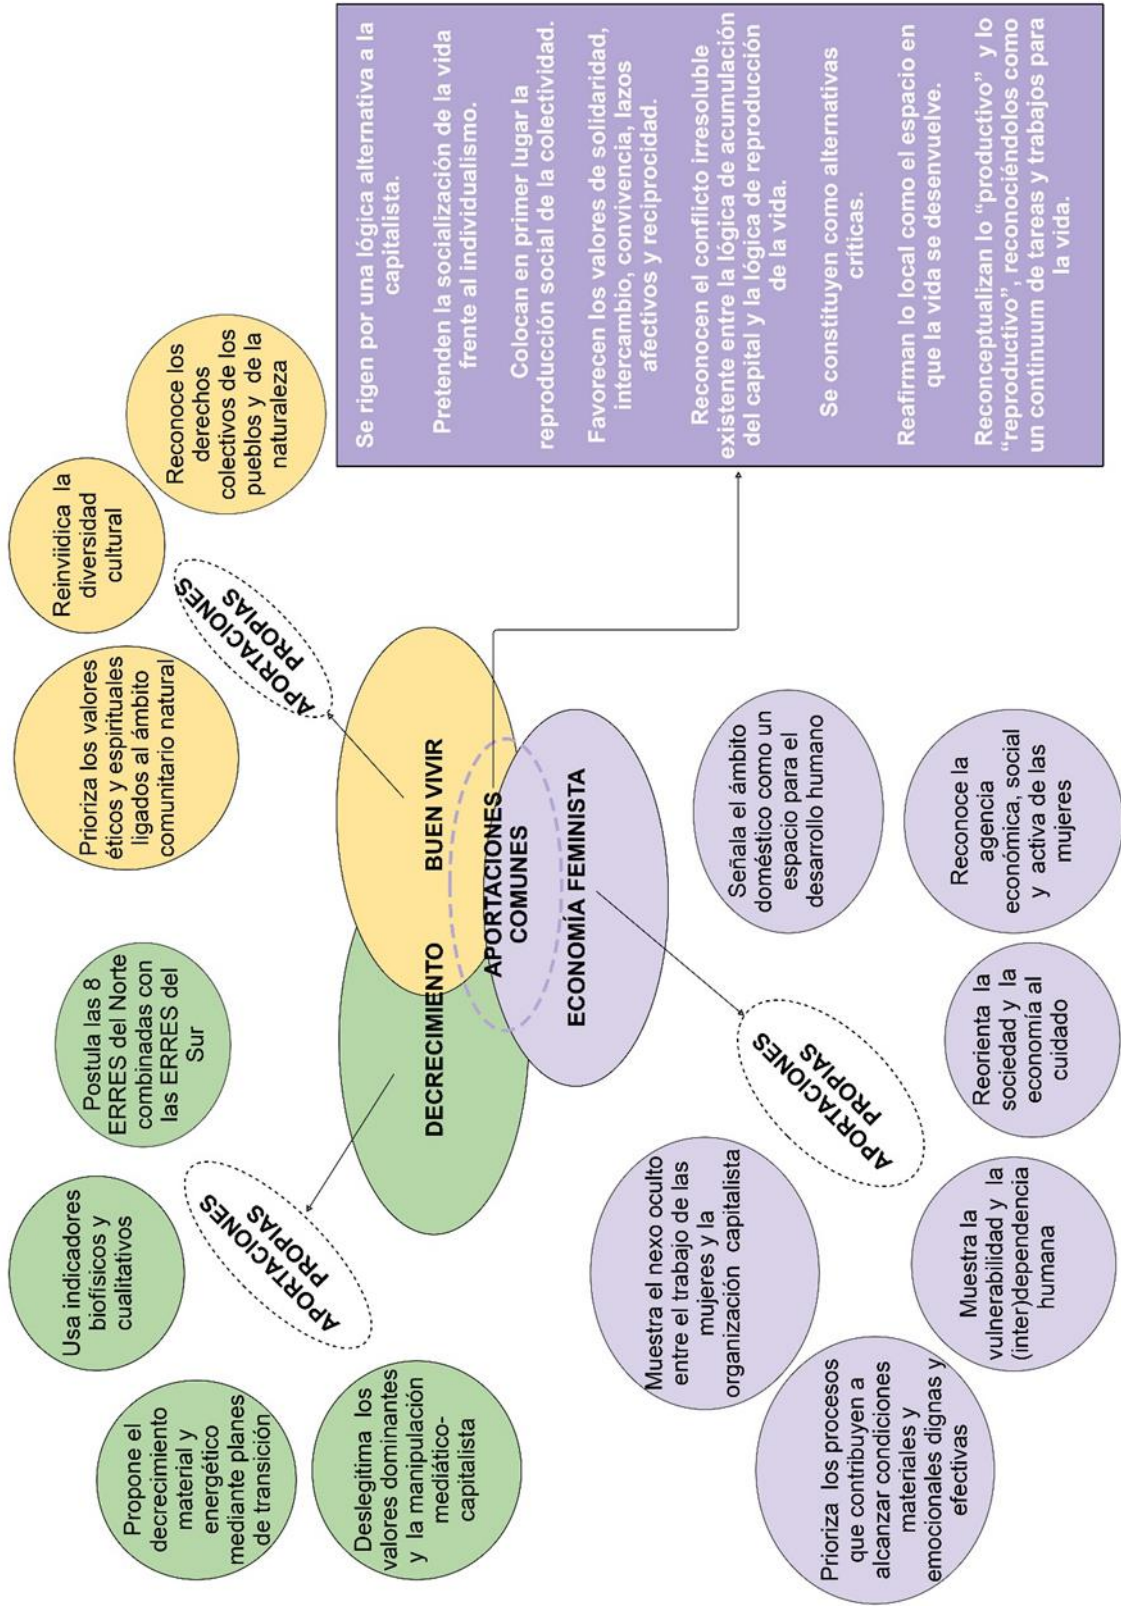 Propone el
decrecimiento
material y
energético
mediante planes
de transición
Usa indicadores
biofísicos y
cualitativos
Postula las 8
ERRES del Norte
combinadas con
las ERRES del
Sur
Deslegitima los
valores dominantes
y la manipulación
mediático-
capitalista
APORTACIONES
PROPIAS
Prioriza los valores
éticos y espirituales
ligados al ámbito
comunitario natural
Reinvidica la
diversidad
cultural
Reconoce los
derechos
colectivos de los
pueblos y de la
naturaleza
APORTACIONES
PROPIAS
DECRECIMIENTO
BUEN VIVIR
APORTACIONES
COMUNES
ECONOMÍA FEMINISTA
APORTACIONES
PROPIAS
Muestra el nexo oculto
entre el trabajo de las
mujeres y la
organización capitalista
Prioriza los procesos
que contribuyen a
alcanzar condiciones
materiales y
emocionales dignas y
efectivas
Muestra la
vulnerabilidad y la
(inter)dependencia
humana
Reorienta la
sociedad y la
economía al
cuidado
Reconoce la
agencia
económica, social
y activa de las
mujeres
Señala el ámbito
doméstico como un
espacio para el
desarrollo humano
Se rigen por una lógica alternativa a la
capitalista.
Pretenden la socialización de la vida
frente al individualismo.
Colocan en primer lugar la
reproducción social de la colectividad.
Favorecen los valores de solidaridad,
intercambio, convivencia, lazos
afectivos y reciprocidad.
Reconocen el conflicto irresoluble
existente entre la lógica de acumulación
del capital y la lógica de reproducción
de la vida.
Se constituyen como alternativas
críticas.
Reafirman lo local como el espacio en
que la vida se desenvuelve.
Reconceptualizan lo “productivo” y lo
“reproductivo”, reconociéndolos como
un continuum de tareas y trabajos para
la vida.